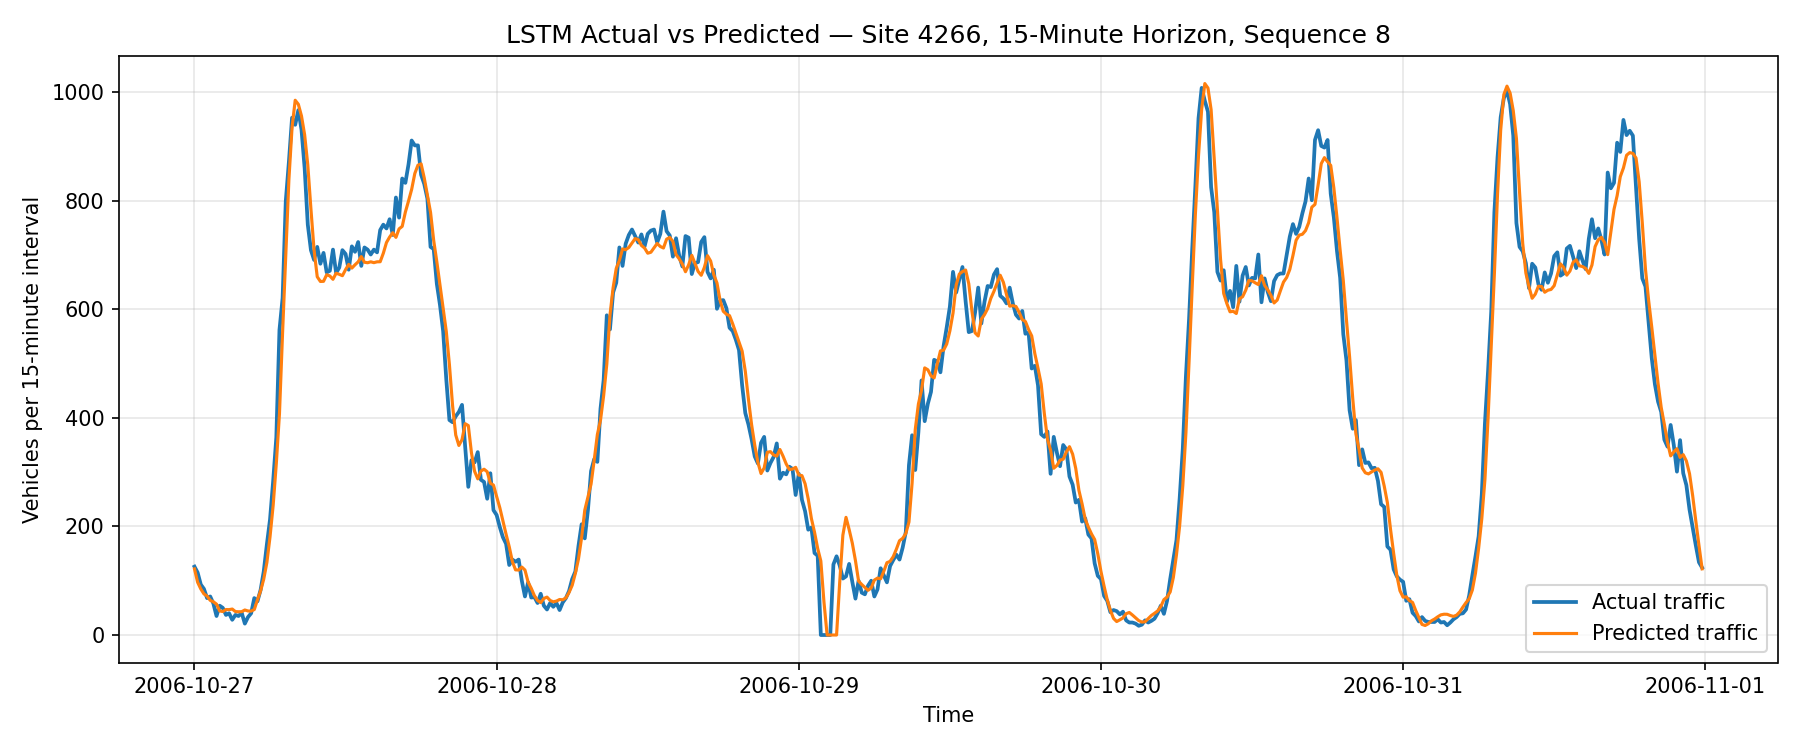 LSTM Actual vs Predicted — Site 4266, 15-Minute Horizon, Sequence 8
Vehicles per 15-minute interval
1000
800
600
400
200
0
2006-10-27
2006-10-28
2006-10-29
2006-10-30
2006-10-31
2006-11-01
Time
Actual traffic
Predicted traffic